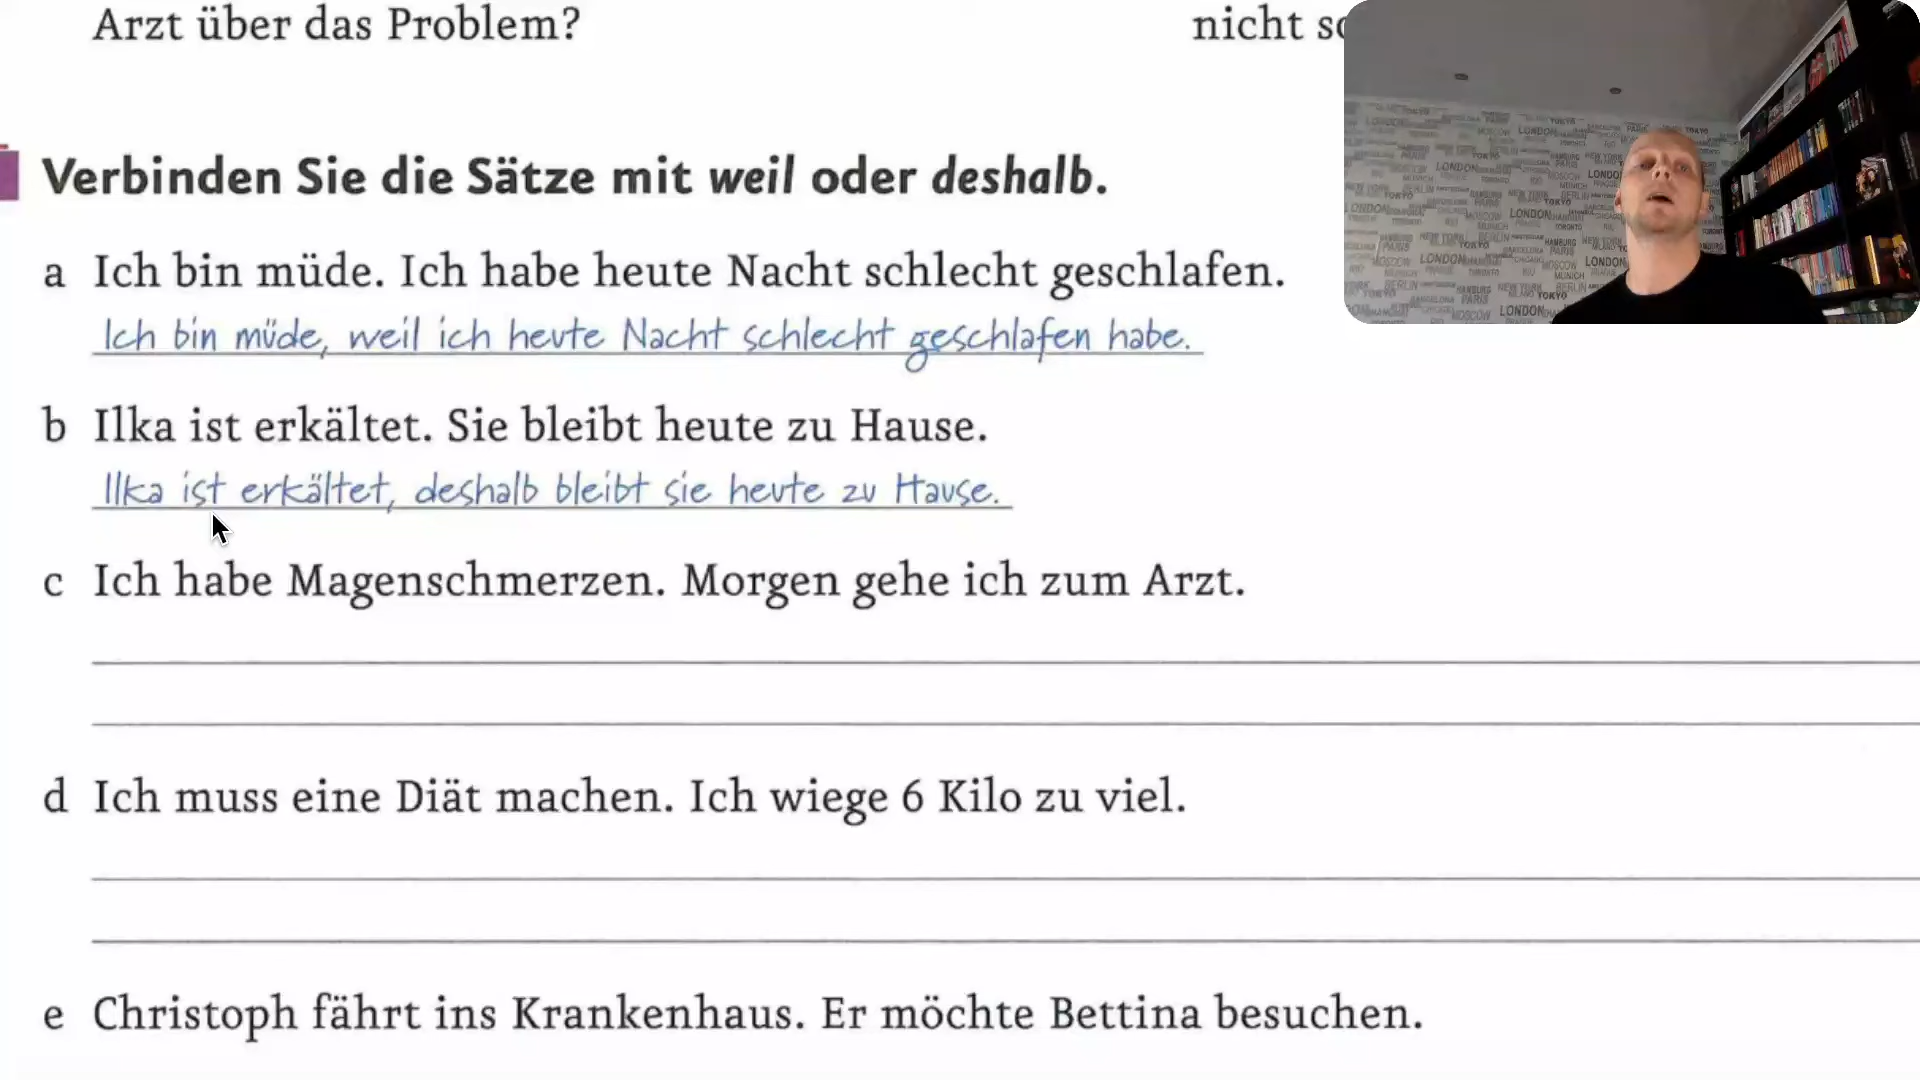 Arzt über das Problem?
nicht
Verbinden Sie die Sätze mit weil oder deshalb.
a Ich bin müde. Ich habe heute Nacht schlecht geschlafen.
Ich bin müde, weil ich heute Nacht schlecht geschlafen habe.
b Ilka ist erkältet. Sie bleibt heute zu Hause.
Ilka ist erkältet, deshalb bleibt sie heute zu Hause.
c Ich habe Magenschmerzen. Morgen gehe ich zum Arzt.
d Ich muss eine Diät machen. Ich wiege 6 Kilo zu viel.
e Christoph fährt ins Krankenhaus. Er möchte Bettina besuchen.